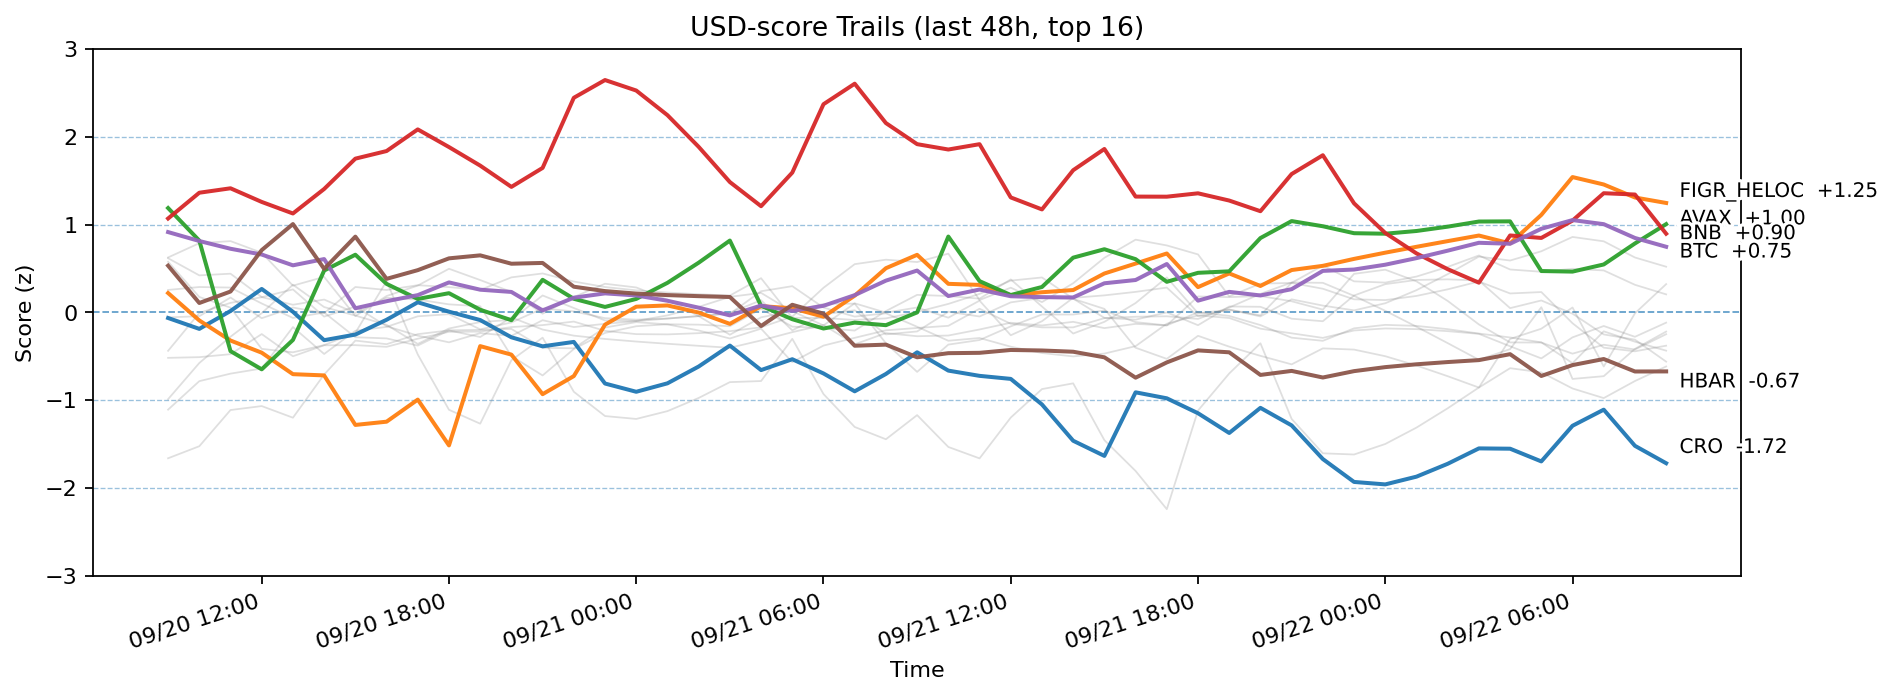 USD-score Trails (last 48h, top 16)
3
2
1
0
−1
−2
−3
Score (z)
FIGR_HELOC +1.25
AVAX +1.00
BNB +0.90
BTC +0.75
HBAR -0.67
CRO -1.72
09/20 12:00
09/20 18:00
09/21 00:00
09/21 06:00
09/21 12:00
09/21 18:00
09/22 00:00
09/22 06:00
Time